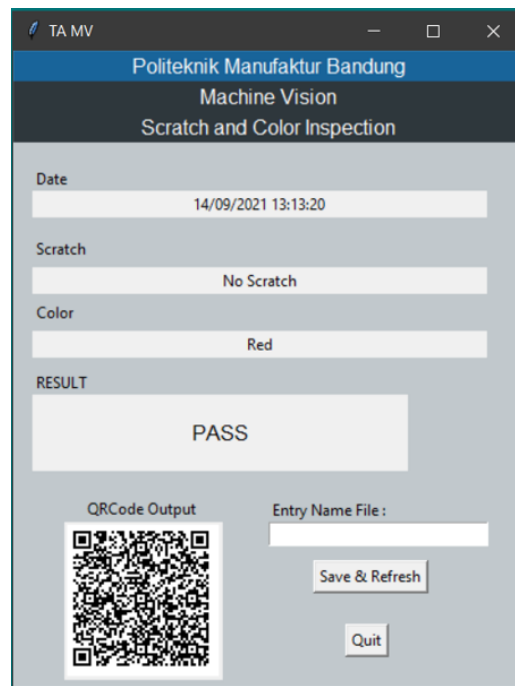 TA MV
Politeknik Manufaktur Bandung
Machine Vision
Scratch and Color Inspection
Date
14/09/2021 13:13:20
Scratch
No Scratch
Color
Red
RESULT
PASS
QRCode Output
Entry Name File :
Save & Refresh
Quit